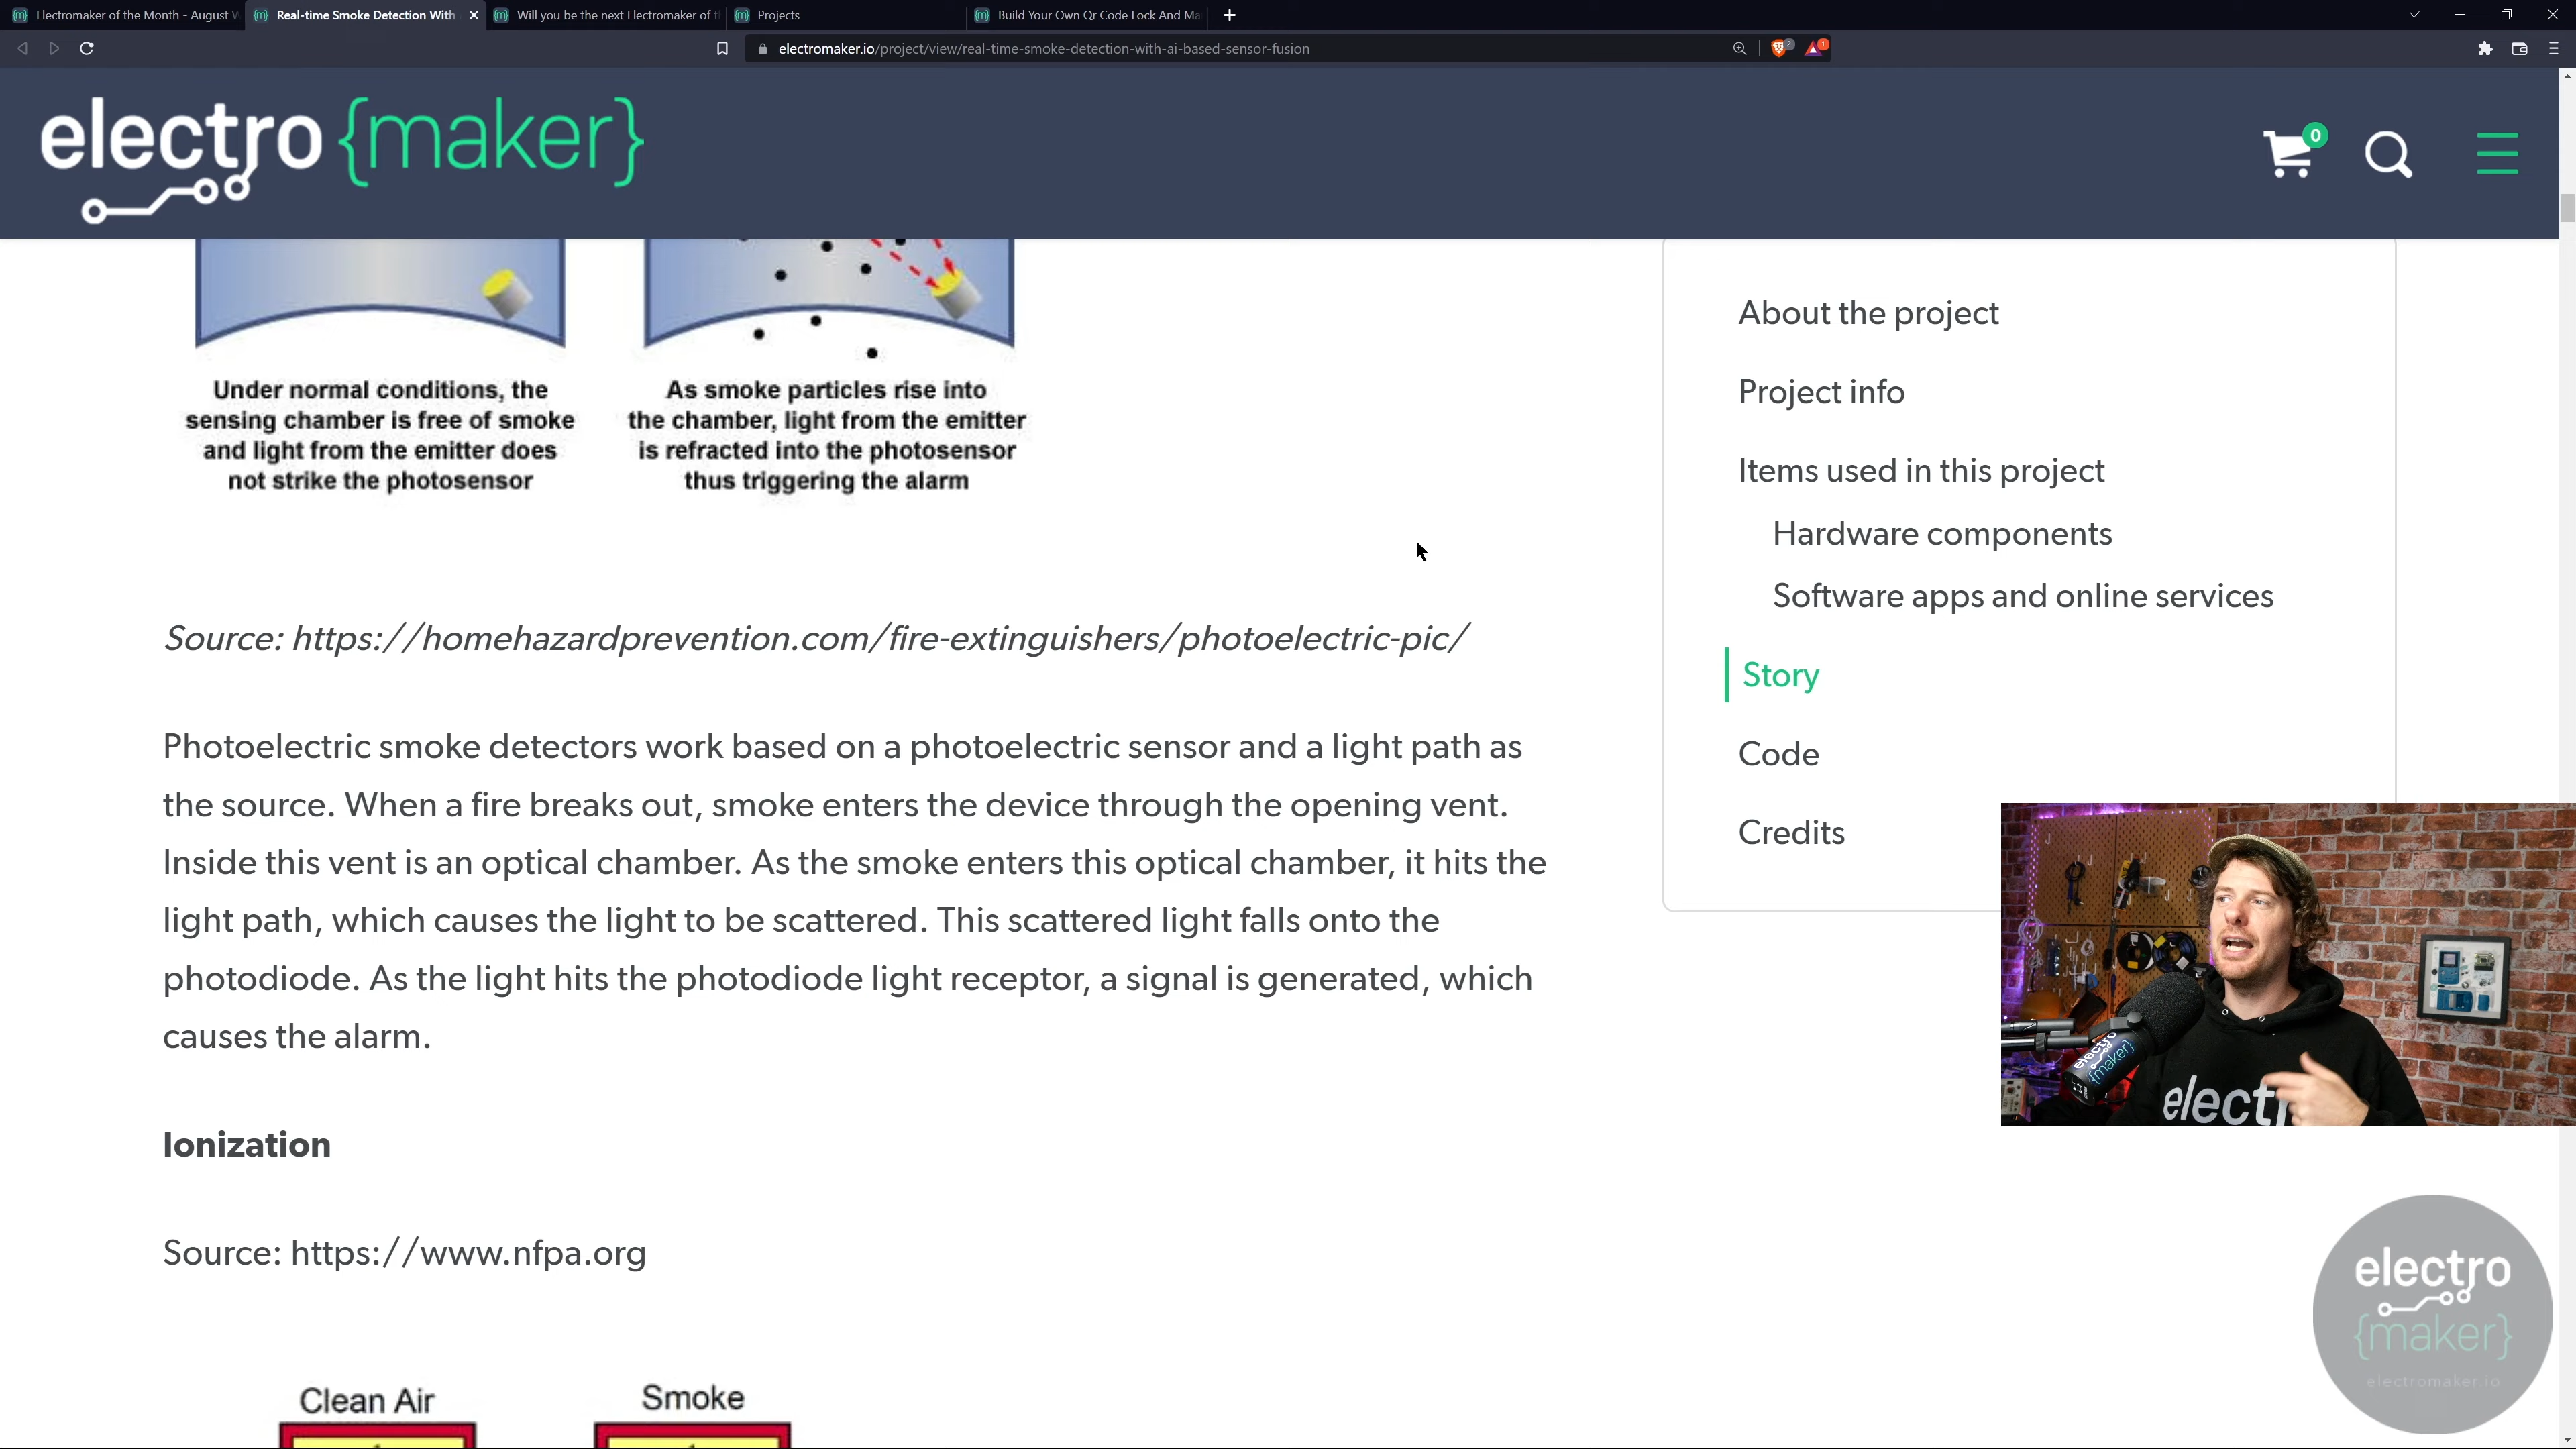 Electromaker of the Month - August W
Real-time Smoke Detection With
Will you be the next Electromaker of t
Projects
Build Your Own Qr Code Lock And Ma
electromaker.io/project/view/real-time-smoke-detection-with-ai-based-sensor-fusion
2
1
electro {maker}
0
Under normal conditions, the
sensing chamber is free of smoke
and light from the emitter does
not strike the photosensor
As smoke particles rise into
the chamber, light from the emitter
is refracted into the photosensor
thus triggering the alarm
Source: https://homehazardprevention.com/fire-extinguishers/photoelectric-pic/
Photoelectric smoke detectors work based on a photoelectric sensor and a light path as
the source. When a fire breaks out, smoke enters the device through the opening vent.
Inside this vent is an optical chamber. As the smoke enters this optical chamber, it hits the
light path, which causes the light to be scattered. This scattered light falls onto the
photodiode. As the light hits the photodiode light receptor, a signal is generated, which
causes the alarm.
Ionization
Source: https://www.nfpa.org
Clean Air
Smoke
About the project
Project info
Items used in this project
Hardware components
Software apps and online services
Story
Code
Credits
electro
{maker}
elect
electro
{maker}
electromaker.io